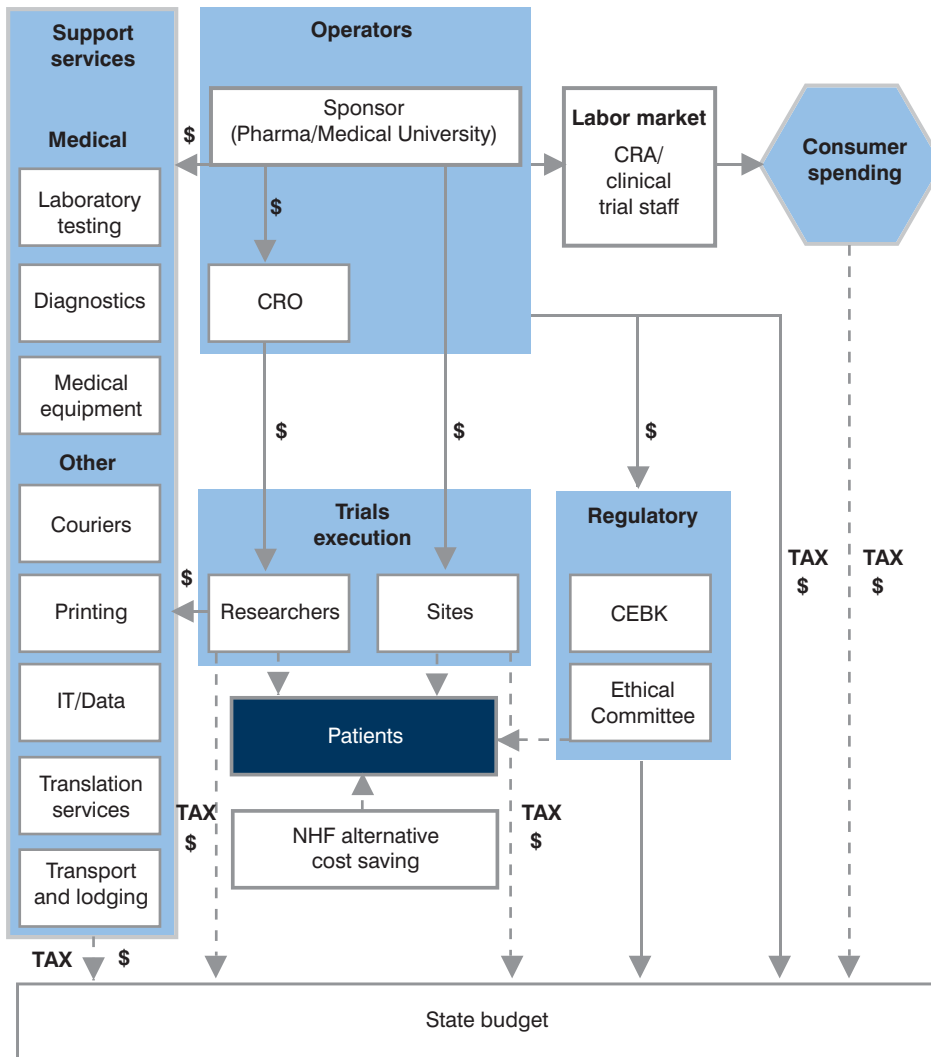 Support
services
Medical
Laboratory
testing
Diagnostics
Medical
equipment
Other
Couriers
Printing
IT/Data
Translation
services
Transport
and lodging
TAX $
Operators
Sponsor
(Pharma/Medical University)
$
$
CRO
$
$
Labor market
CRA/
clinical
trial staff
Consumer
spending
$
TAX
$
TAX
$
Trials
execution
$
Researchers
Sites
Regulatory
CEBK
Ethical
Committee
Patients
NHF alternative
cost saving
TAX
$
TAX
$
State budget